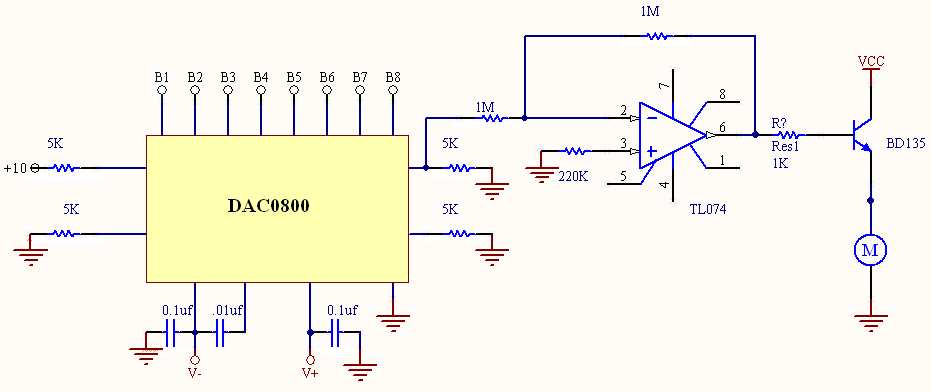 1M
B1 B2 B3 B4 B5 B6 B7 B8
VCC
1M
7
8
2
5K
5K
6
R?
+10
3
Res1
BD135
1
1K
220K
5
4
DAC0800
5K
5K
TL074
M
0.1uf .01uf 0.1uf
V- V+